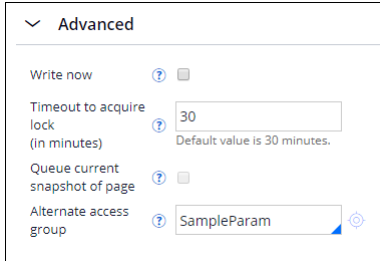 Advanced
Write now ?
Timeout to acquire
lock
(in minutes) ?
30
Default value is 30 minutes.
Queue current
snapshot of page ?
Alternate access
group ?
SampleParam